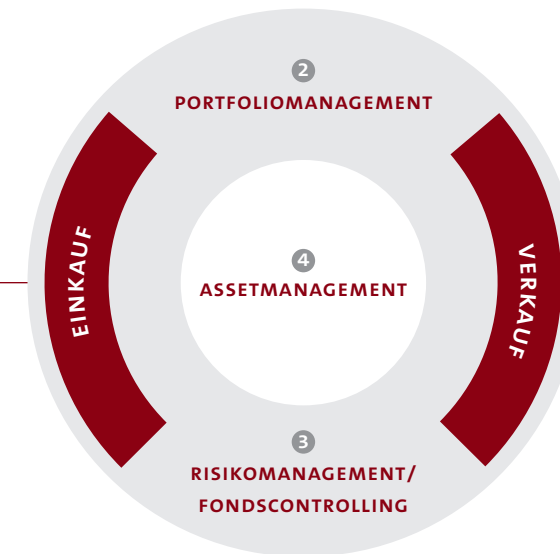 2
PORTFOLIOMANAGEMENT
EINKAUF
4
ASSETMANAGEMENT
VERKAUF
3
RISIKOMANAGEMENT/
FONDSCONTROLLING